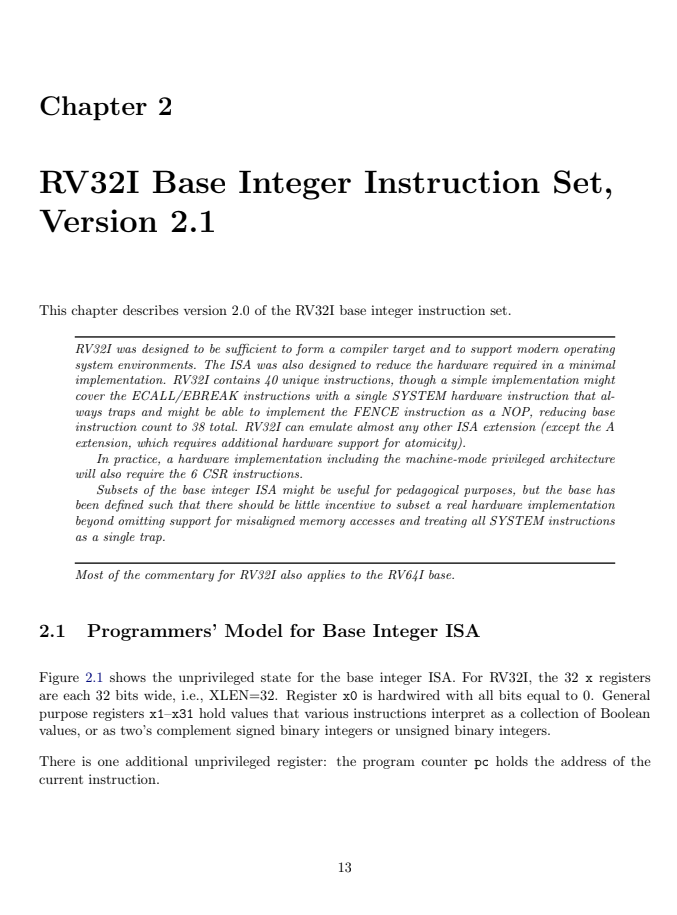 Chapter 2
RV32I Base Integer Instruction Set,
Version 2.1
This chapter describes version 2.0 of the RV32I base integer instruction set.
RV32I was designed to be sufficient to form a compiler target and to support modern operating
system environments. The ISA was also designed to reduce the hardware required in a minimal
implementation. RV32I contains 40 unique instructions, though a simple implementation might
cover the ECALL/EBREAK instructions with a single SYSTEM hardware instruction that al-
ways traps and might be able to implement the FENCE instruction as a NOP, reducing base
instruction count to 38 total. RV32I can emulate almost any other ISA extension (except the A
extension, which requires additional hardware support for atomicity).
In practice, a hardware implementation including the machine-mode privileged architecture
will also require the 6 CSR instructions.
Subsets of the base integer ISA might be useful for pedagogical purposes, but the base has
been defined such that there should be little incentive to subset a real hardware implementation
beyond omitting support for misaligned memory accesses and treating all SYSTEM instructions
as a single trap.
Most of the commentary for RV32I also applies to the RV64I base.
2.1 Programmers' Model for Base Integer ISA
Figure 2.1 shows the unprivileged state for the base integer ISA. For RV32I, the 32 x registers
are each 32 bits wide, i.e., XLEN=32. Register x0 is hardwired with all bits equal to 0. General
purpose registers x1–x31 hold values that various instructions interpret as a collection of Boolean
values, or as two's complement signed binary integers or unsigned binary integers.
There is one additional unprivileged register: the program counter pc holds the address of the
current instruction.
13